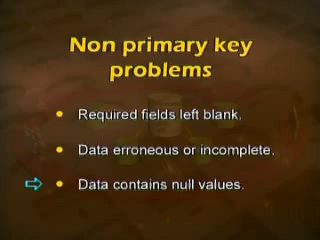 Non primary key
problems
• Required fields left blank.
• Data erroneous or incomplete.
• Data contains null values.